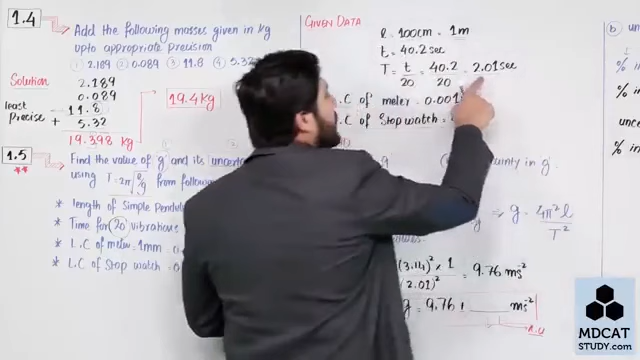 1.4 Add the following masses given in kg
upto appropriate precision
① 2.189 ② 0.089 ③ 11.8 ④ 5.32
Solution
2.189
0.089
least Precise → 11.8
+ 5.32
19.398 kg
19.4 kg
1.5 Find the value of g and its
using T = 2π√l/g from
* length of Simple
* Time for 20 vibrations
* L.C of meter = 1mm
* L.C of Stop watch =
GIVEN DATA
l = 100cm = 1m
t = 40.2 sec
T = t/20 = 40.2/20 = 2.01 sec
L.C of meter = 0.001
L.C of Stop watch =
in g
⇒ g = 4π²l/T²
(3.14)² × 1 / (2.01)² = 9.76 ms⁻²
g = 9.76 ± ______ ms⁻²
A.U
b
% in
% in
MDCAT
STUDY.com